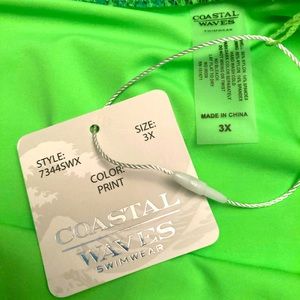 COASTAL
WAVES
SWIMWEAR
MADE IN CHINA
3X
STYLE:
7344SWX
SIZE:
3X
COLOR:
PRINT
COASTAL
WAVES
SWIMWEAR